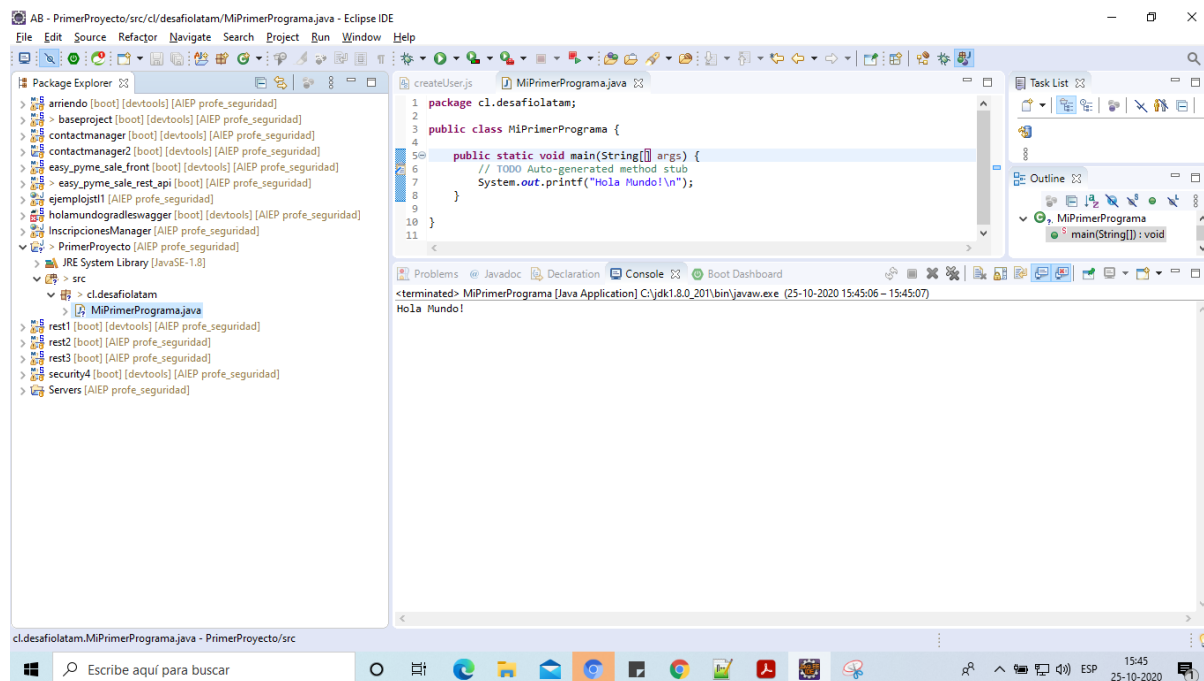 AB - PrimerProyecto/src/cl/desafiolatam/MiPrimerPrograma.java - Eclipse IDE
File Edit Source Refactor Navigate Search Project Run Window Help
Package Explorer
arriendo [boot] [devtools] [AIEP profe_seguridad]
> baseproject [boot] [devtools] [AIEP profe_seguridad]
contactmanager [boot] [devtools] [AIEP profe_seguridad]
contactmanager2 [boot] [devtools] [AIEP profe_seguridad]
easy_pyme_sale_front [boot] [devtools] [AIEP profe_seguridad]
> easy_pyme_sale_rest_api [boot] [devtools] [AIEP profe_seguridad]
ejemplojstl1 [AIEP profe_seguridad]
holamundogradleswagger [boot] [devtools] [AIEP profe_seguridad]
InscripcionesManager [AIEP profe_seguridad]
> PrimerProyecto [AIEP profe_seguridad]
JRE System Library [JavaSE-1.8]
> src
> cl.desafiolatam
MiPrimerPrograma.java
rest1 [boot] [devtools] [AIEP profe_seguridad]
rest2 [boot] [AIEP profe_seguridad]
rest3 [boot] [AIEP profe_seguridad]
security4 [boot] [devtools] [AIEP profe_seguridad]
Servers [AIEP profe_seguridad]
createUser.js MiPrimerPrograma.java
1 package cl.desafiolatam;
2
3 public class MiPrimerPrograma {
4
5 public static void main(String[] args) {
6 // TODO Auto-generated method stub
7 System.out.printf("Hola Mundo!\n");
8 }
9
10 }
11
Task List
Outline
MiPrimerPrograma
main(String[]) : void
Problems Javadoc Declaration Console Boot Dashboard
<terminated> MiPrimerPrograma [Java Application] C:\jdk1.8.0_201\bin\javaw.exe (25-10-2020 15:45:06 – 15:45:07)
Hola Mundo!
cl.desafiolatam.MiPrimerPrograma.java - PrimerProyecto/src
Escribe aquí para buscar
ESP
15:45
25-10-2020